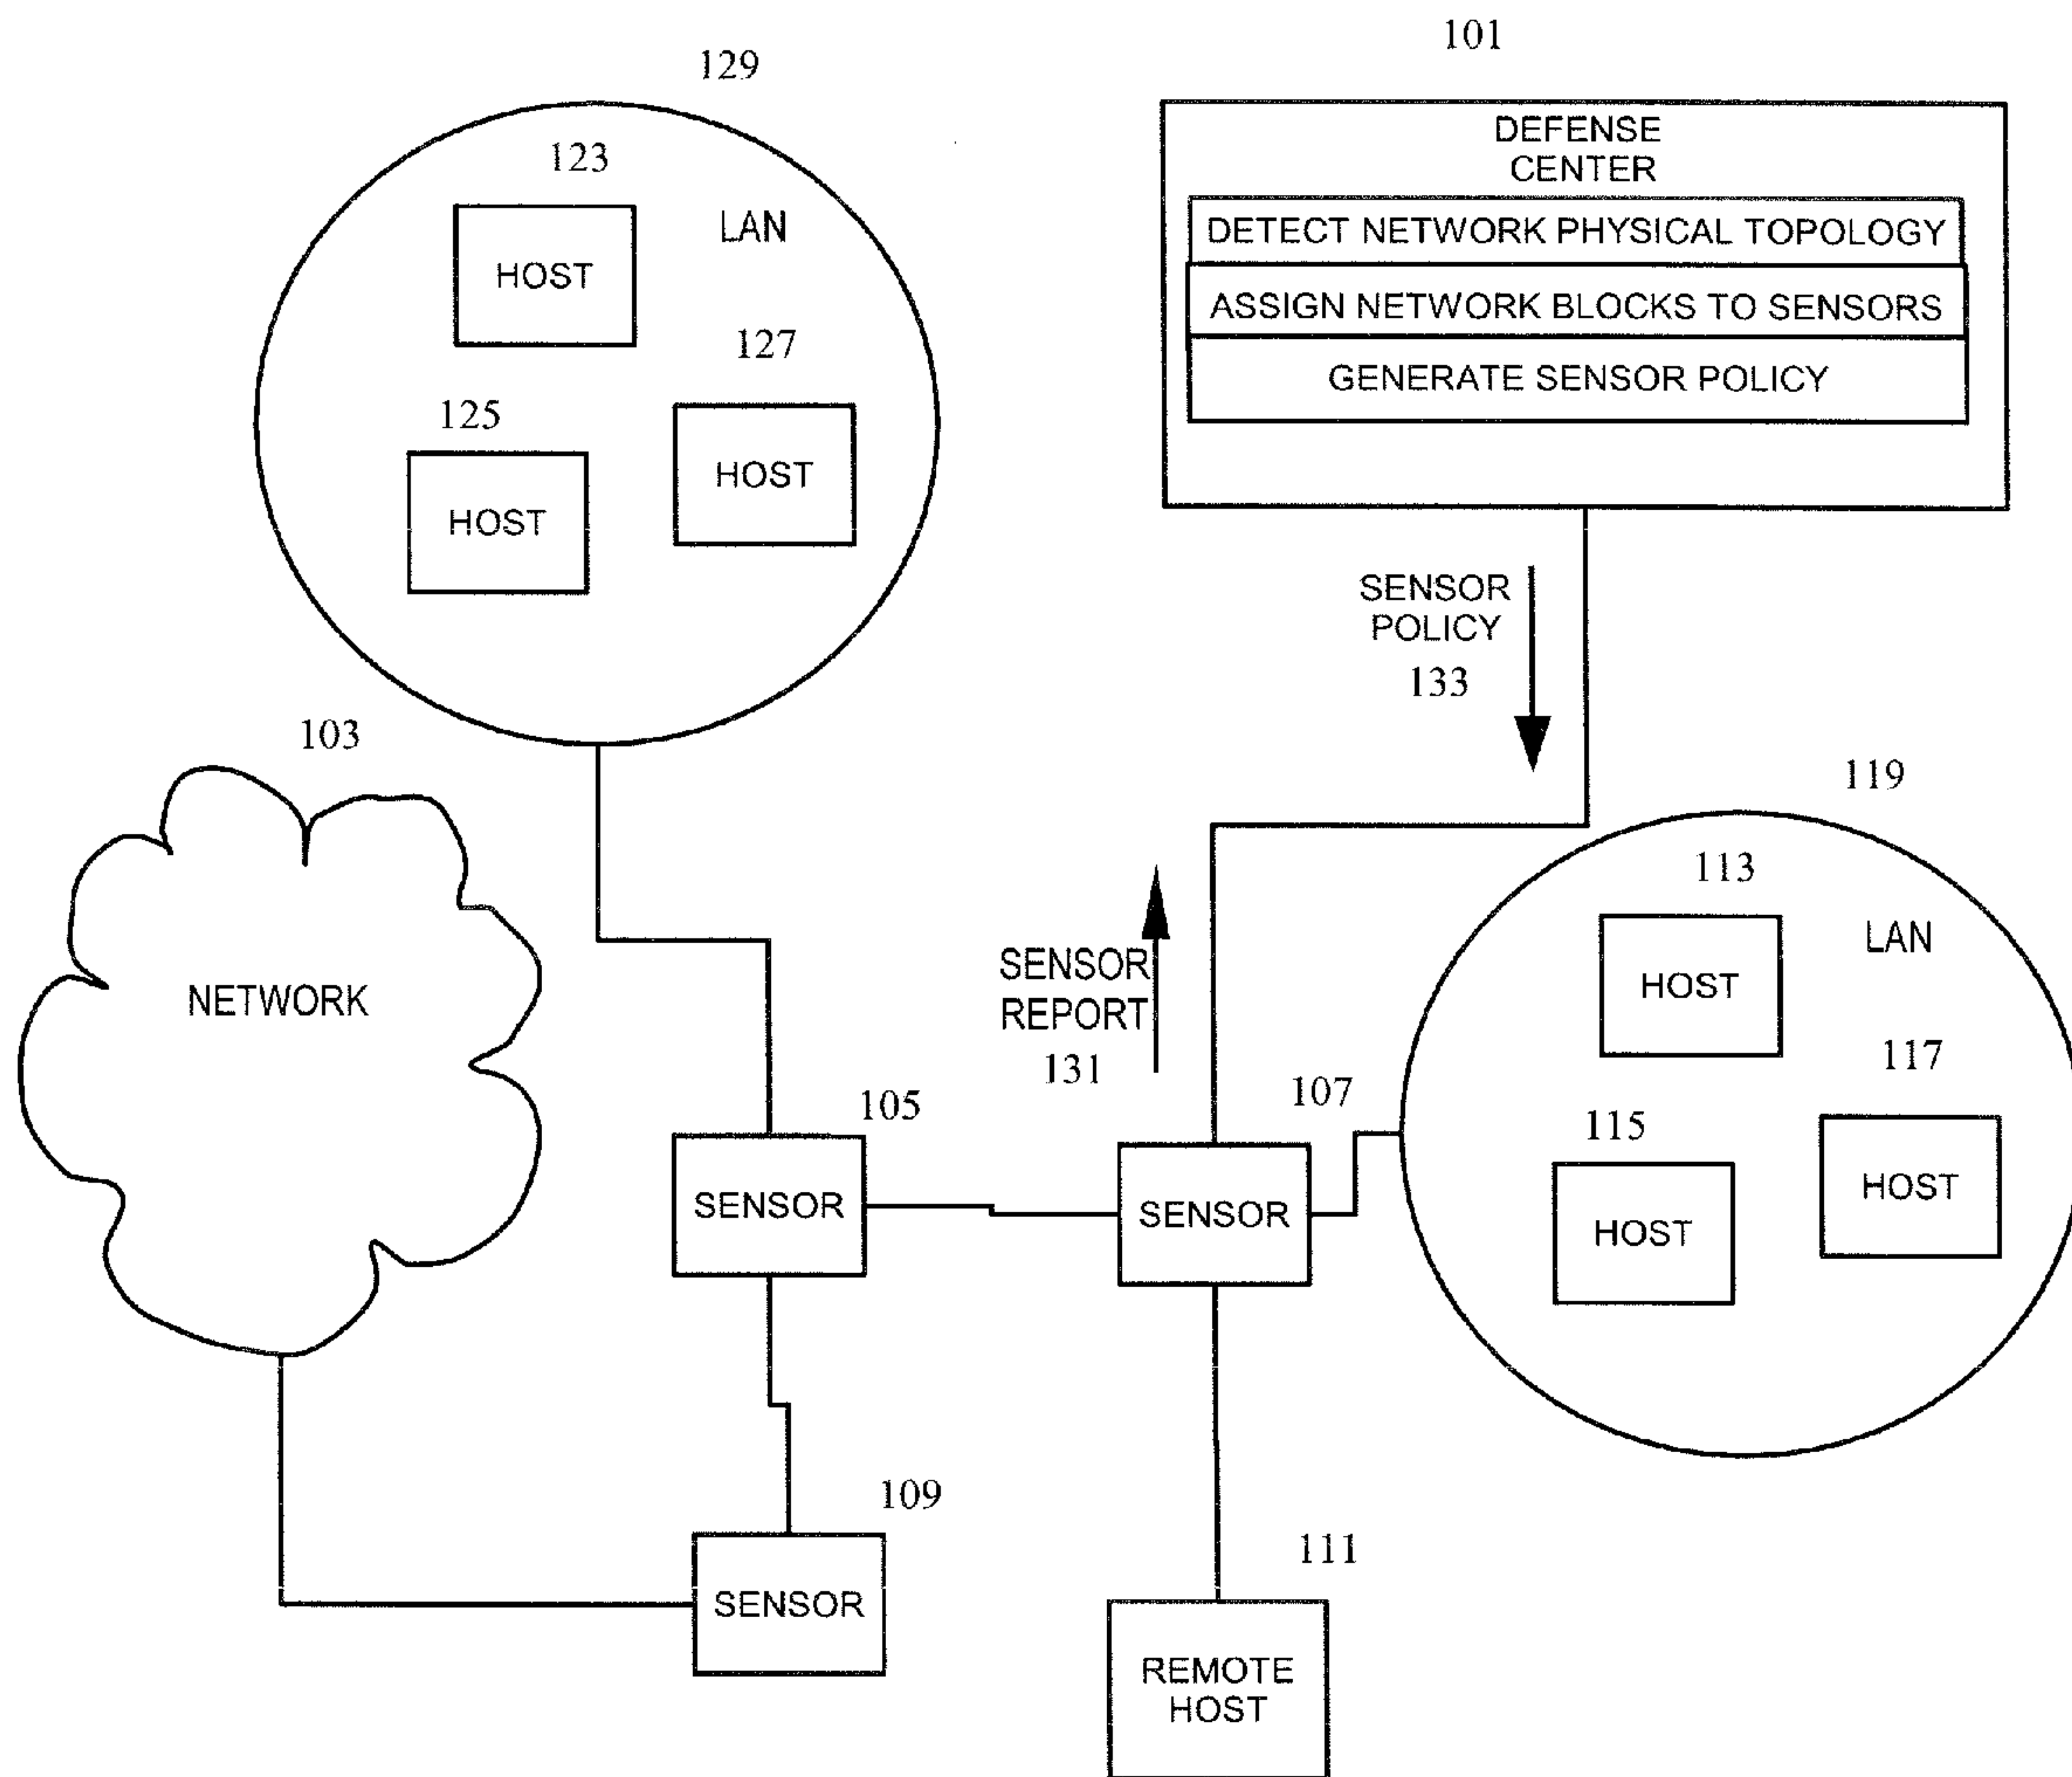 101
129
DEFENSE
CENTER
123
LAN
HOST
DETECT NETWORK PHYSICAL TOPOLOGY
ASSIGN NETWORK BLOCKS TO SENSORS
GENERATE SENSOR POLICY
127
125
HOST
HOST
SENSOR
POLICY
133
103
119
113
LAN
HOST
NETWORK
SENSOR
REPORT
131
117
107
105
115
HOST
SENSOR
SENSOR
HOST
109
111
SENSOR
REMOTE
HOST